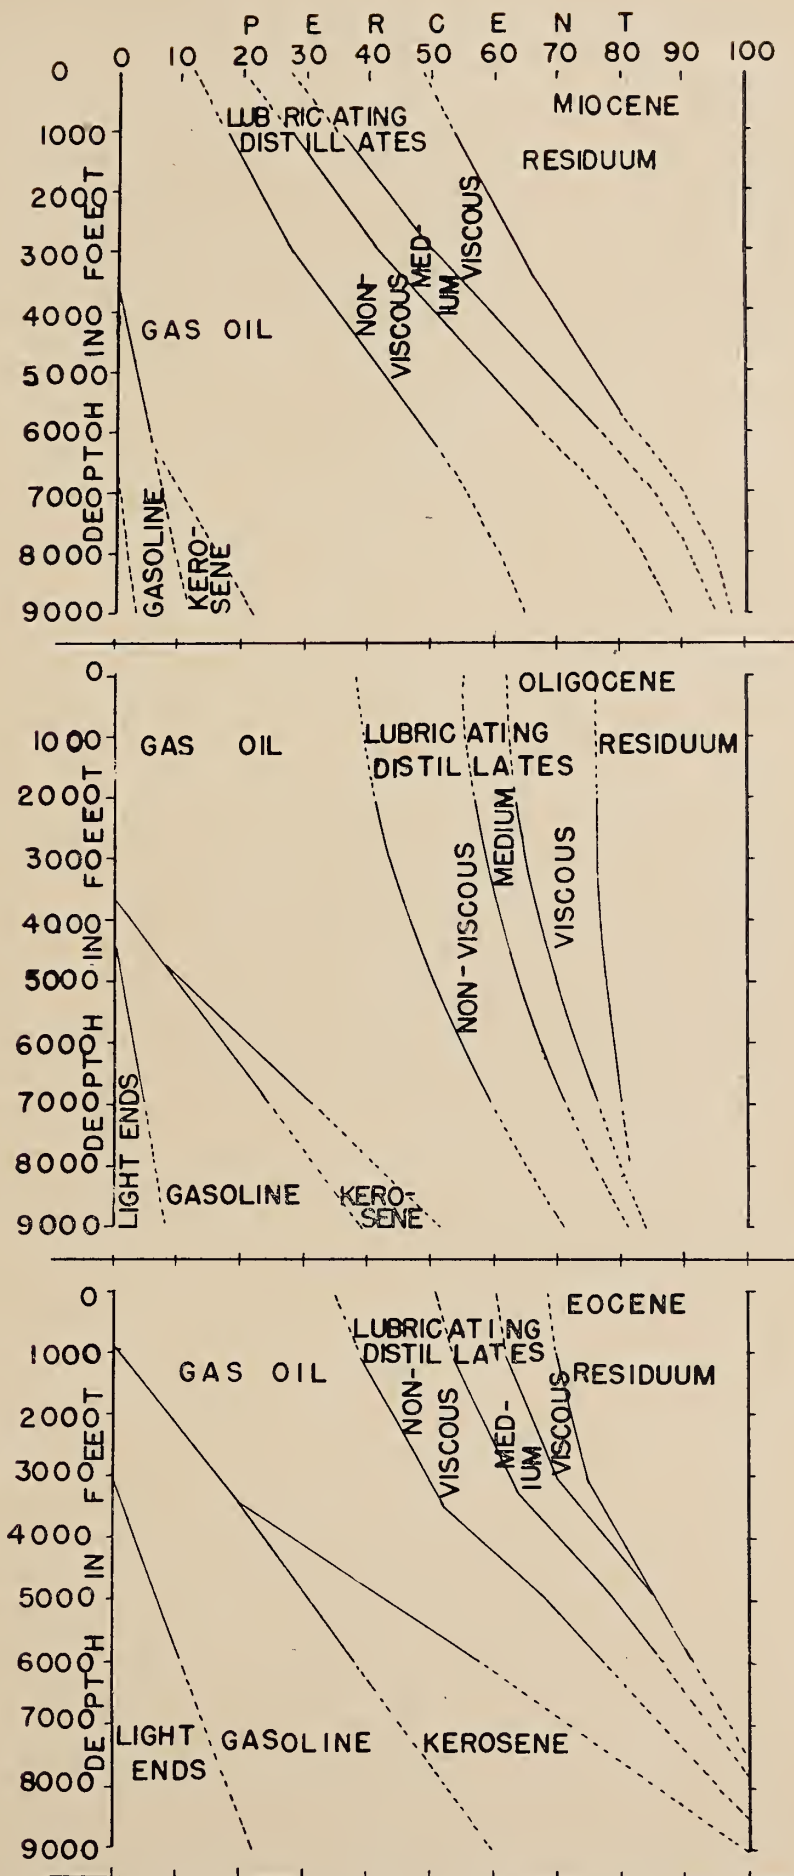 PERCENT
0 10 20 30 40 50 60 70 80 90 100
0
1000
2000
3000
4000
5000
6000
7000
8000
9000
DEPTH IN FEET
MIOCENE
LUBRICATING
DISTILLATES
RESIDUUM
GAS OIL
NON-
VISCOUS
MED-
IUM
VISCOUS
GASOLINE
KERO-
SENE
0
1000
2000
3000
4000
5000
6000
7000
8000
9000
DEPTH IN FEET
OLIGOCENE
GAS OIL
LUBRICATING
DISTILLATES
RESIDUUM
NON-VISCOUS
MEDIUM
VISCOUS
LIGHT ENDS
GASOLINE
KERO-
SENE
0
1000
2000
3000
4000
5000
6000
7000
8000
9000
DEPTH IN FEET
EOCENE
LUBRICATING
DISTILLATES
GAS OIL
RESIDUUM
NON-
VISCOUS
MED-
IUM
VISCOUS
LIGHT
ENDS
GASOLINE
KEROSENE